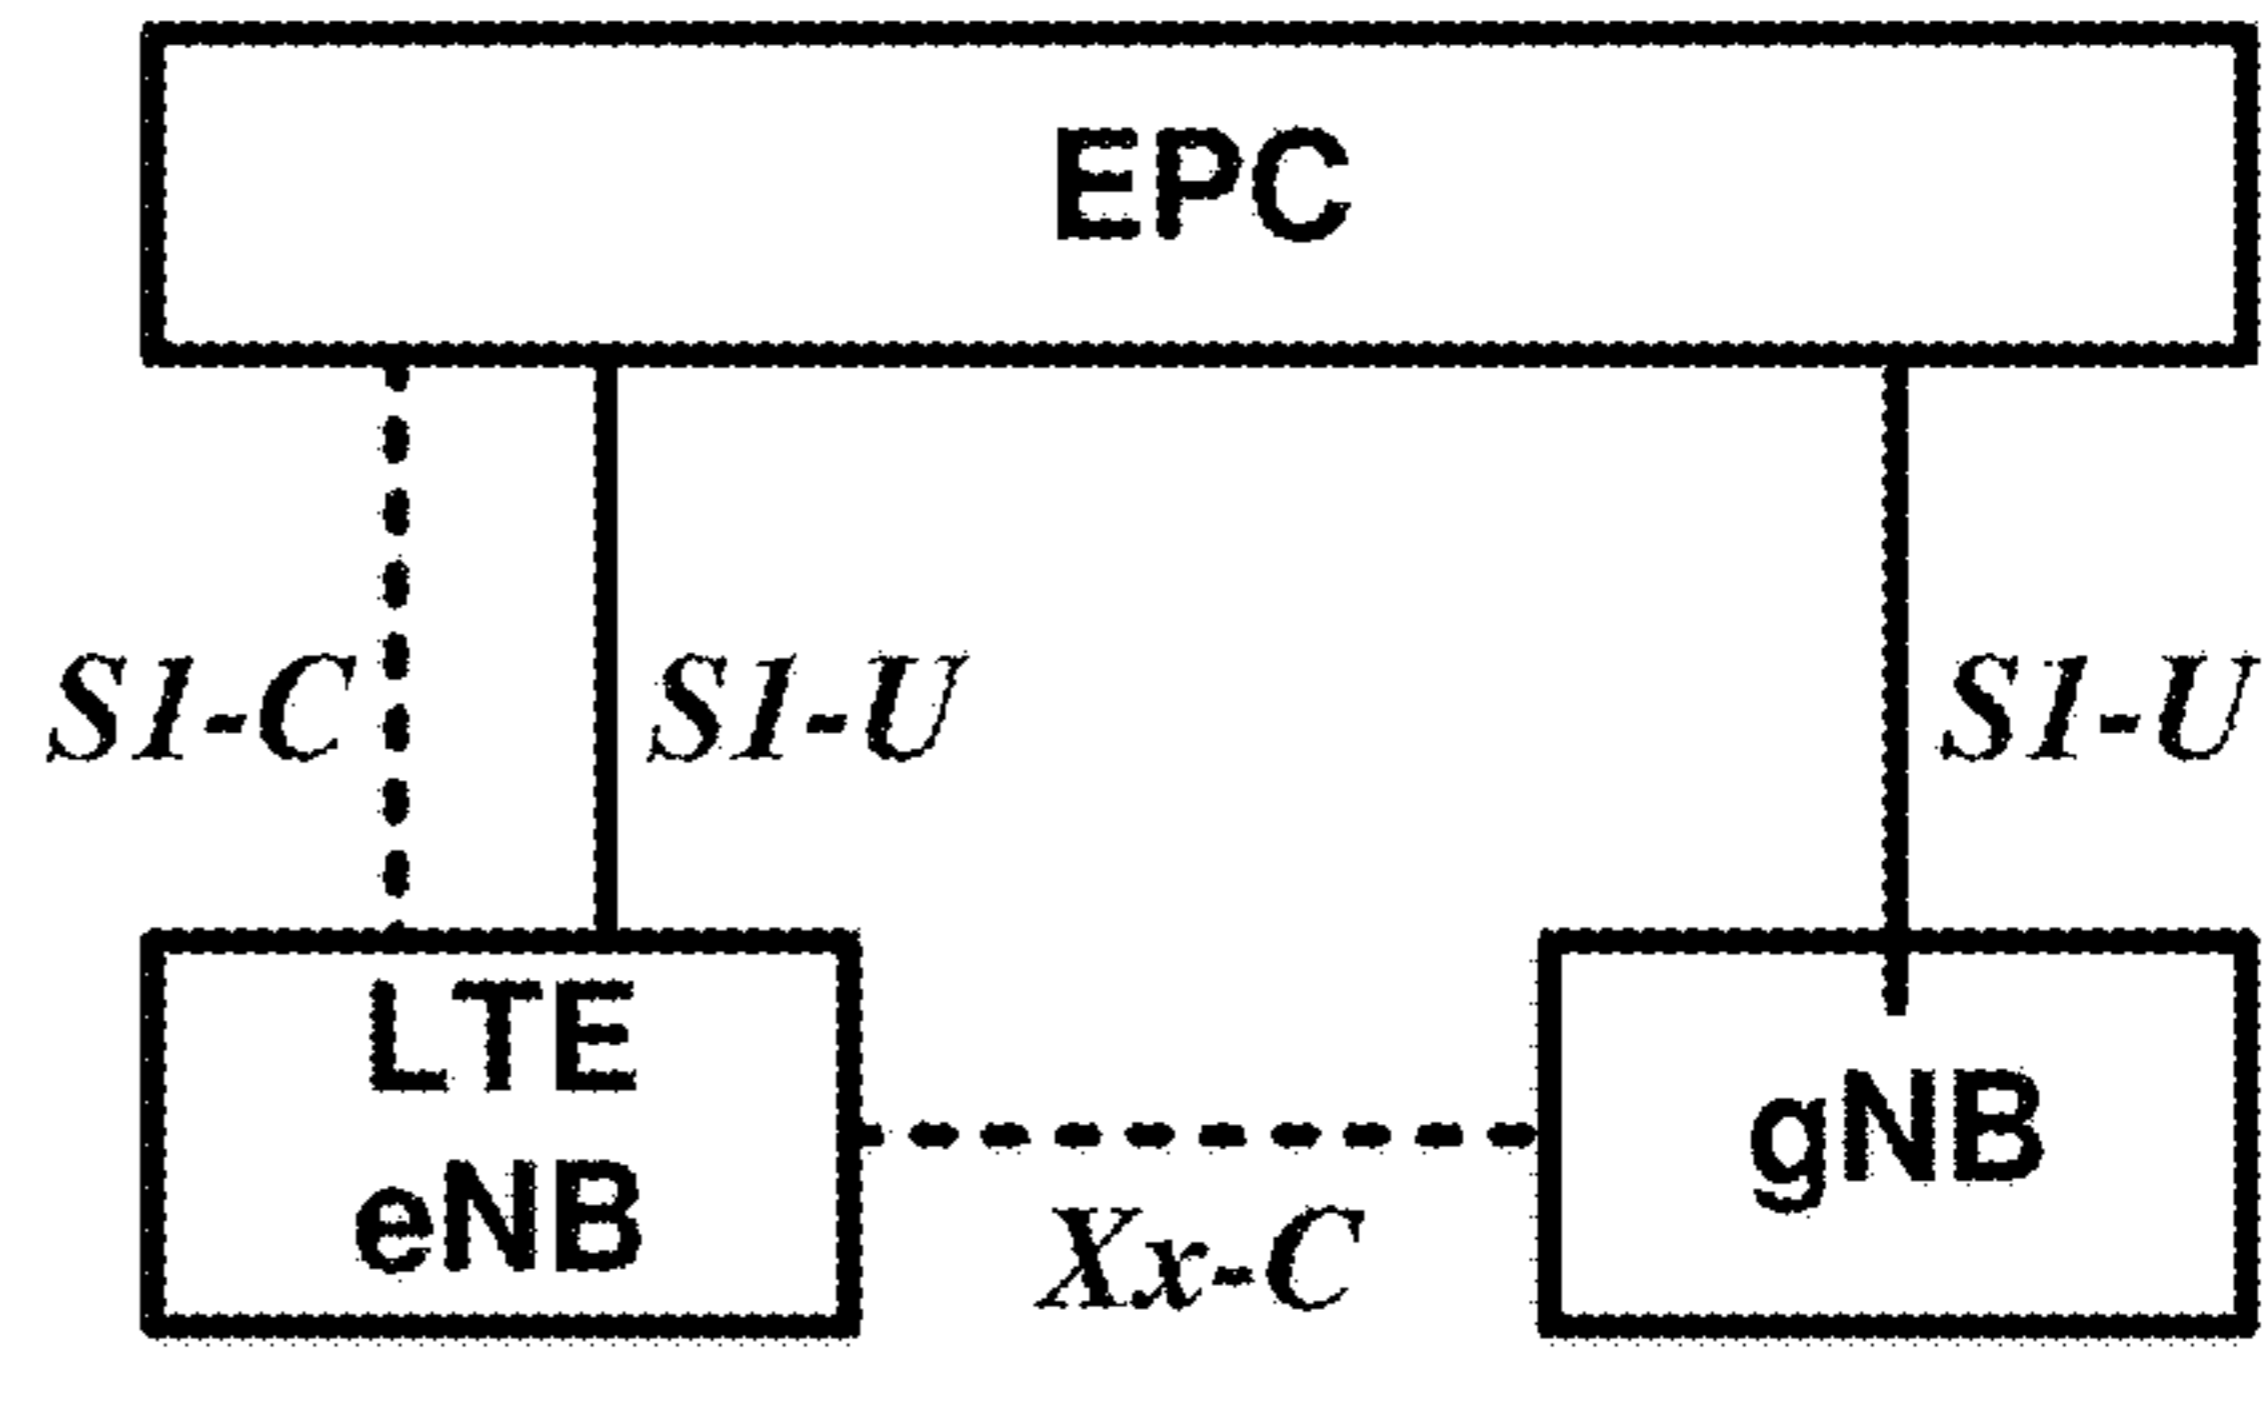 EPC
S1-C
S1-U
S1-U
LTE
eNB
gNB
Xx-C